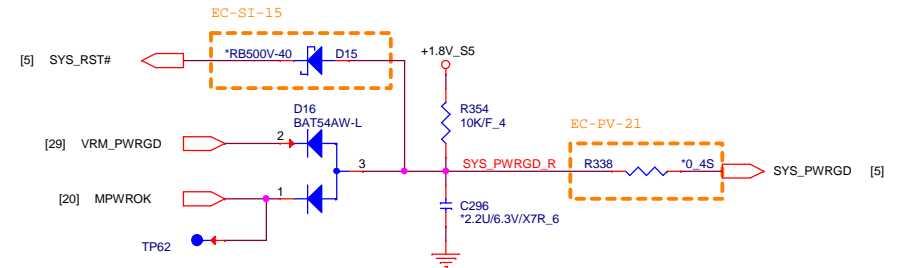 EC-SI-15
[5] SYS_RST#
*RB500V-40 D15
+1.8V_S5
D16
BAT54AW-L
R354
10K/F_4
EC-PV-21
[29] VRM_PWRGD
2
3
SYS_PWRGD_R
R338 *0_4S
SYS_PWRGD [5]
[20] MPWROK
1
C296
*2.2U/6.3V/X7R_6
TP62